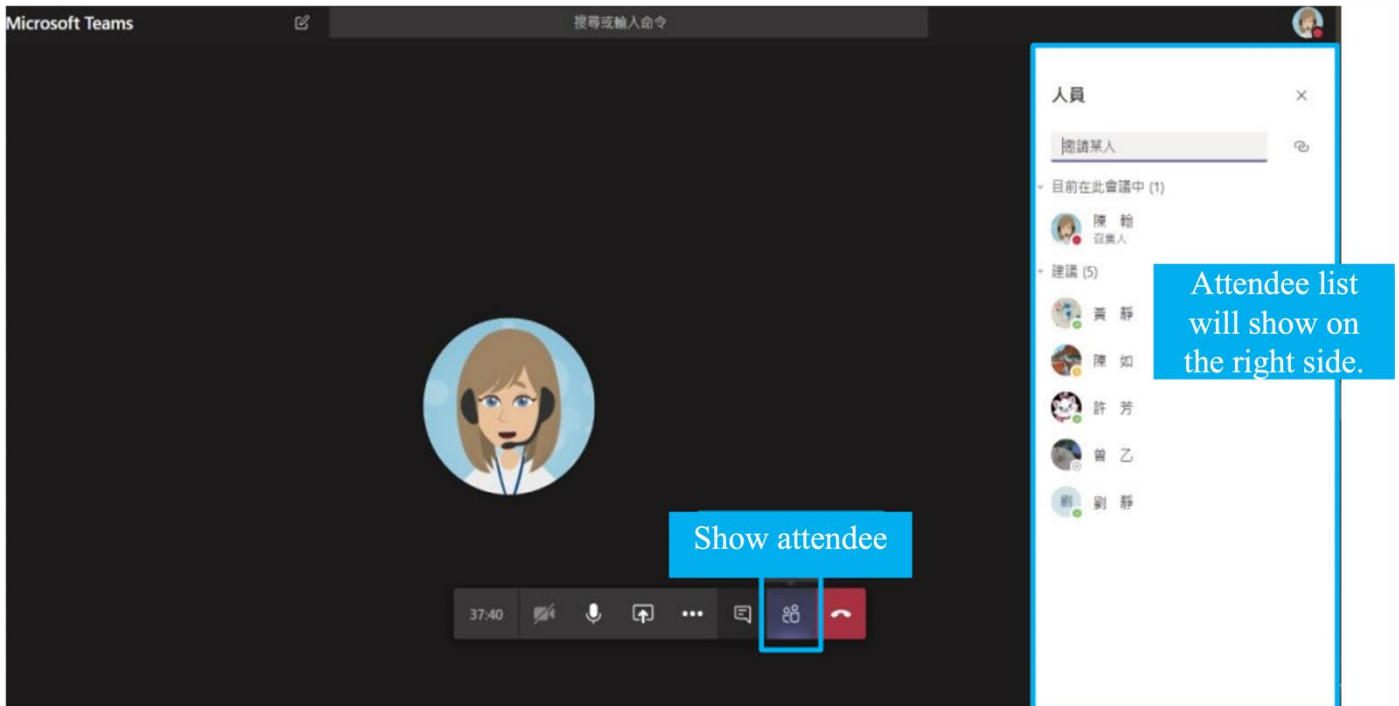 Microsoft Teams
搜尋或輸入命令
人員
邀請某人
目前在此會議中 (1)
陳 翰
召集人
建議 (5)
黃 靜
陳 如
許 芳
曾 乙
劉 劉 靜
Attendee list
will show on
the right side.
Show attendee
37:40